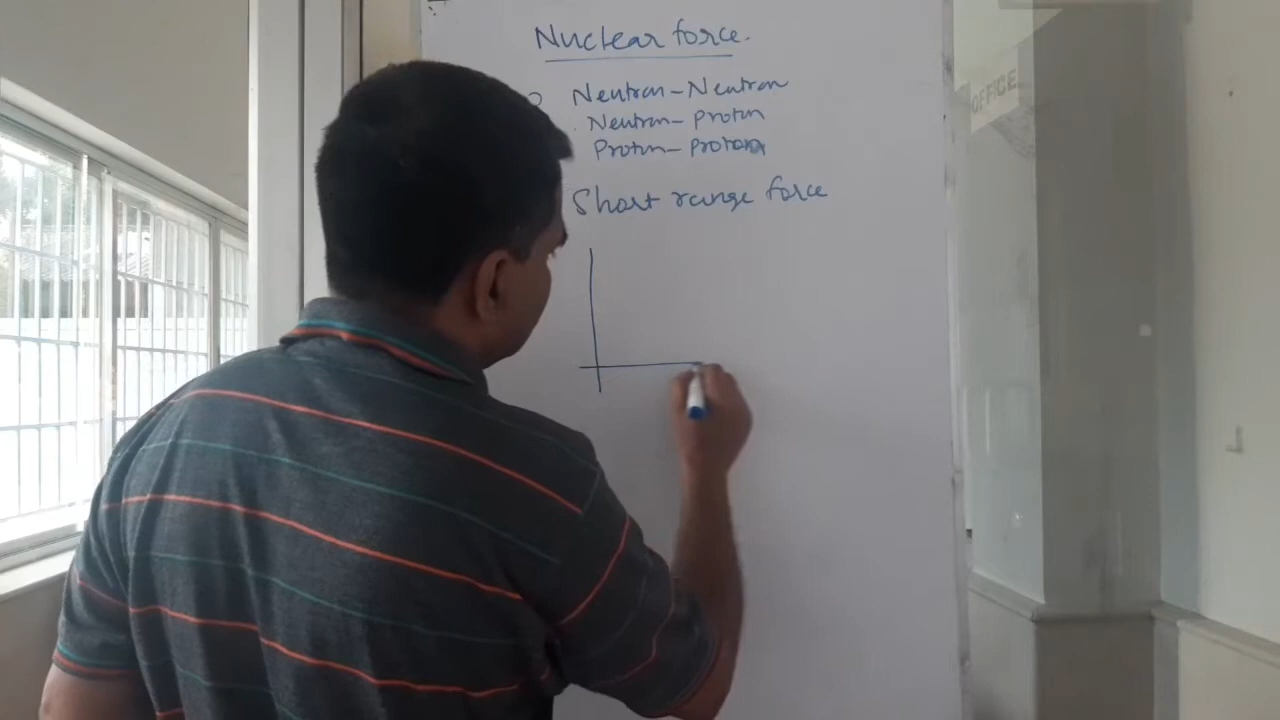 Nuclear force.
Neutron-Neutron
Neutron-Proton
Proton-Proton
Short range force
OFFICE